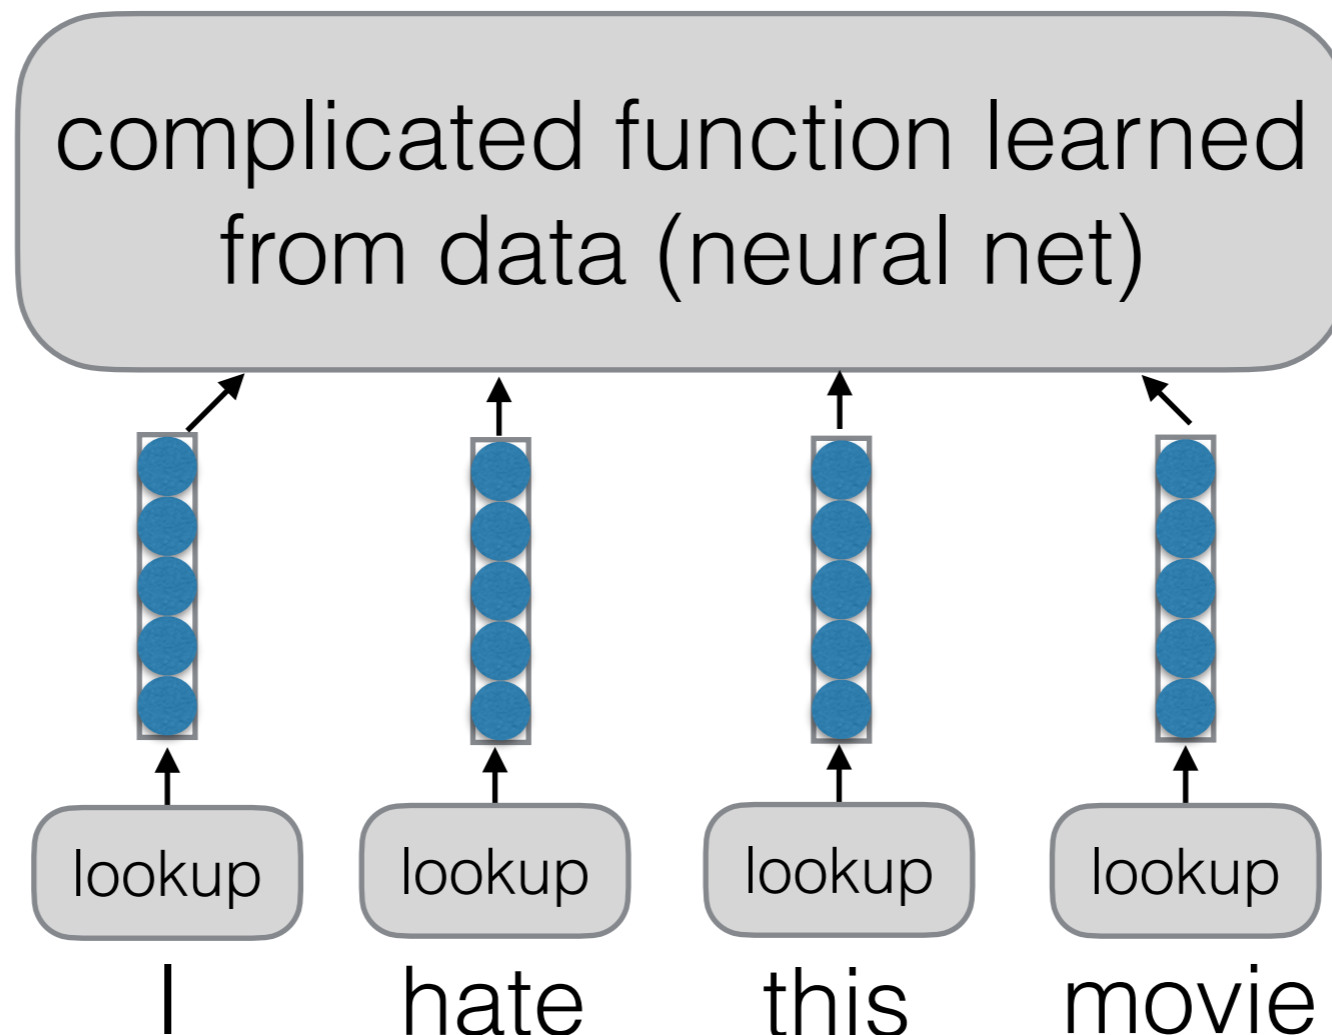 complicated function learned
from data (neural net)
lookup lookup lookup lookup
I hate this movie